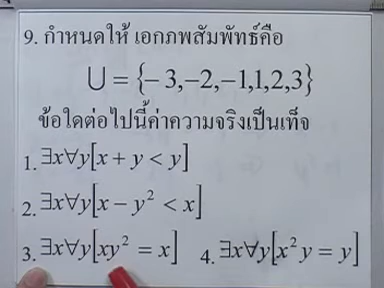 9. กำหนดให้ เอกภพสัมพัทธ์คือ
U = {−3,−2,−1,1,2,3}
ข้อใดต่อไปนี้ค่าความจริงเป็นเท็จ
1. ∃x∀y[x + y < y]
2. ∃x∀y[x − y² < x]
3. ∃x∀y[xy² = x] 4. ∃x∀y[x²y = y]